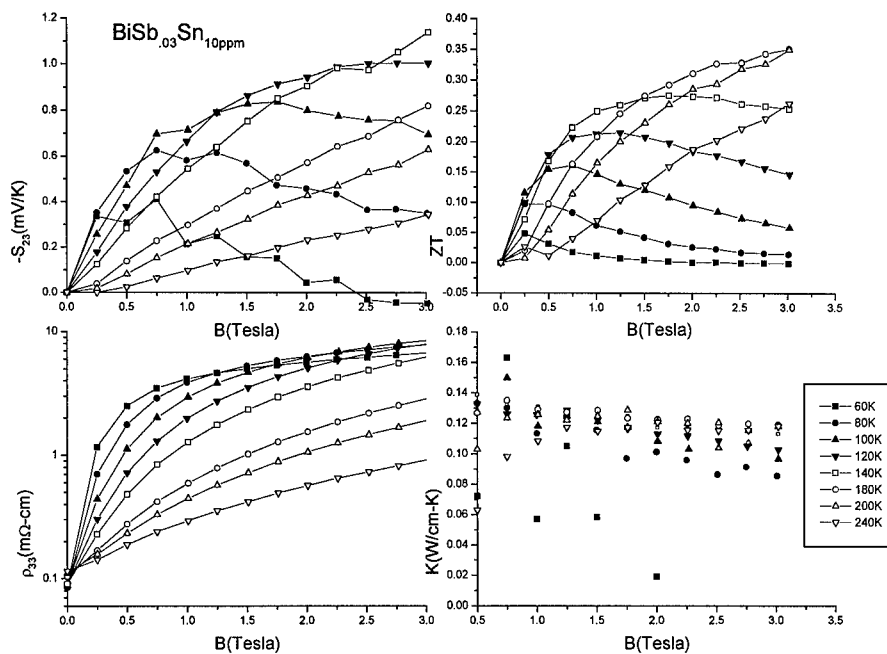 BiSb.03Sn10ppm
-S23(mV/K)
1.2
1.0
0.8
0.6
0.4
0.2
0.0
0.0 0.5 1.0 1.5 2.0 2.5 3.0
B(Tesla)
ZT
0.40
0.35
0.30
0.25
0.20
0.15
0.10
0.05
0.00
-0.05
0.0 0.5 1.0 1.5 2.0 2.5 3.0 3.5
B(Tesla)
ρ33(mΩ-cm)
10
1
0.1
0.0 0.5 1.0 1.5 2.0 2.5 3.0
B(Tesla)
K(W/cm-K)
0.18
0.16
0.14
0.12
0.10
0.08
0.06
0.04
0.02
0.00
0.5 1.0 1.5 2.0 2.5 3.0 3.5
B(Tesla)
60K
80K
100K
120K
140K
180K
200K
240K